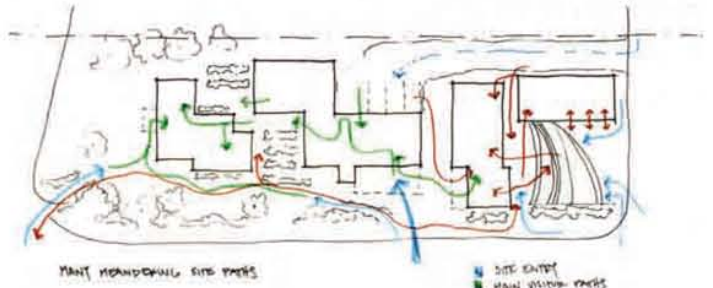 MANY MEANDERING SITE PATHS
SITE ENTRY
MAIN VISITOR PATHS